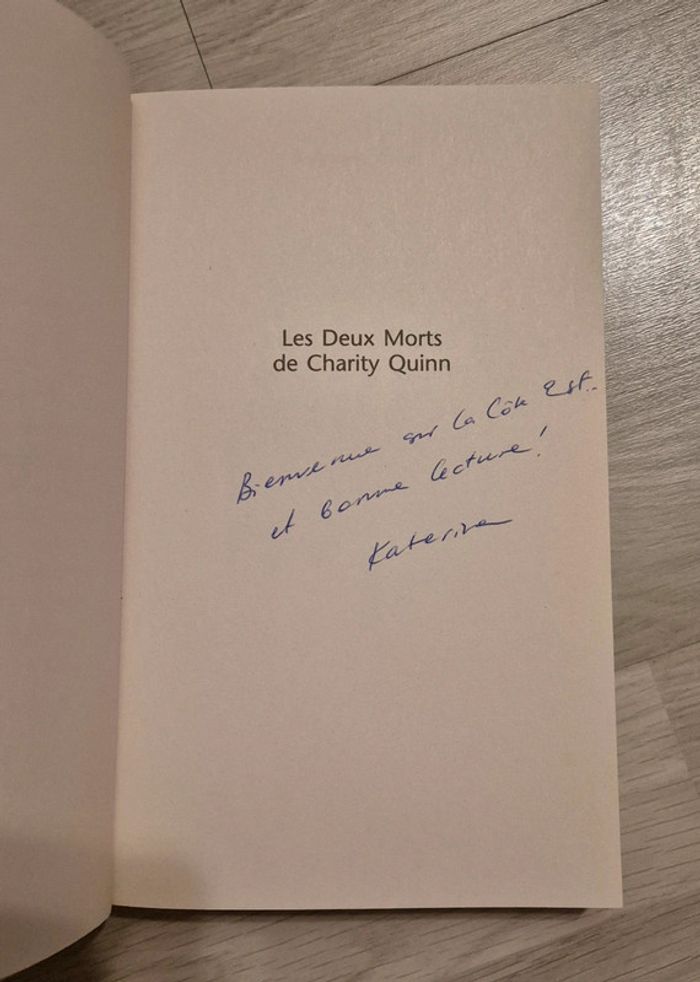 Les Deux Morts
de Charity Quinn
Bienvenue sur la Côte Est..
et bonne lecture!
Katerina